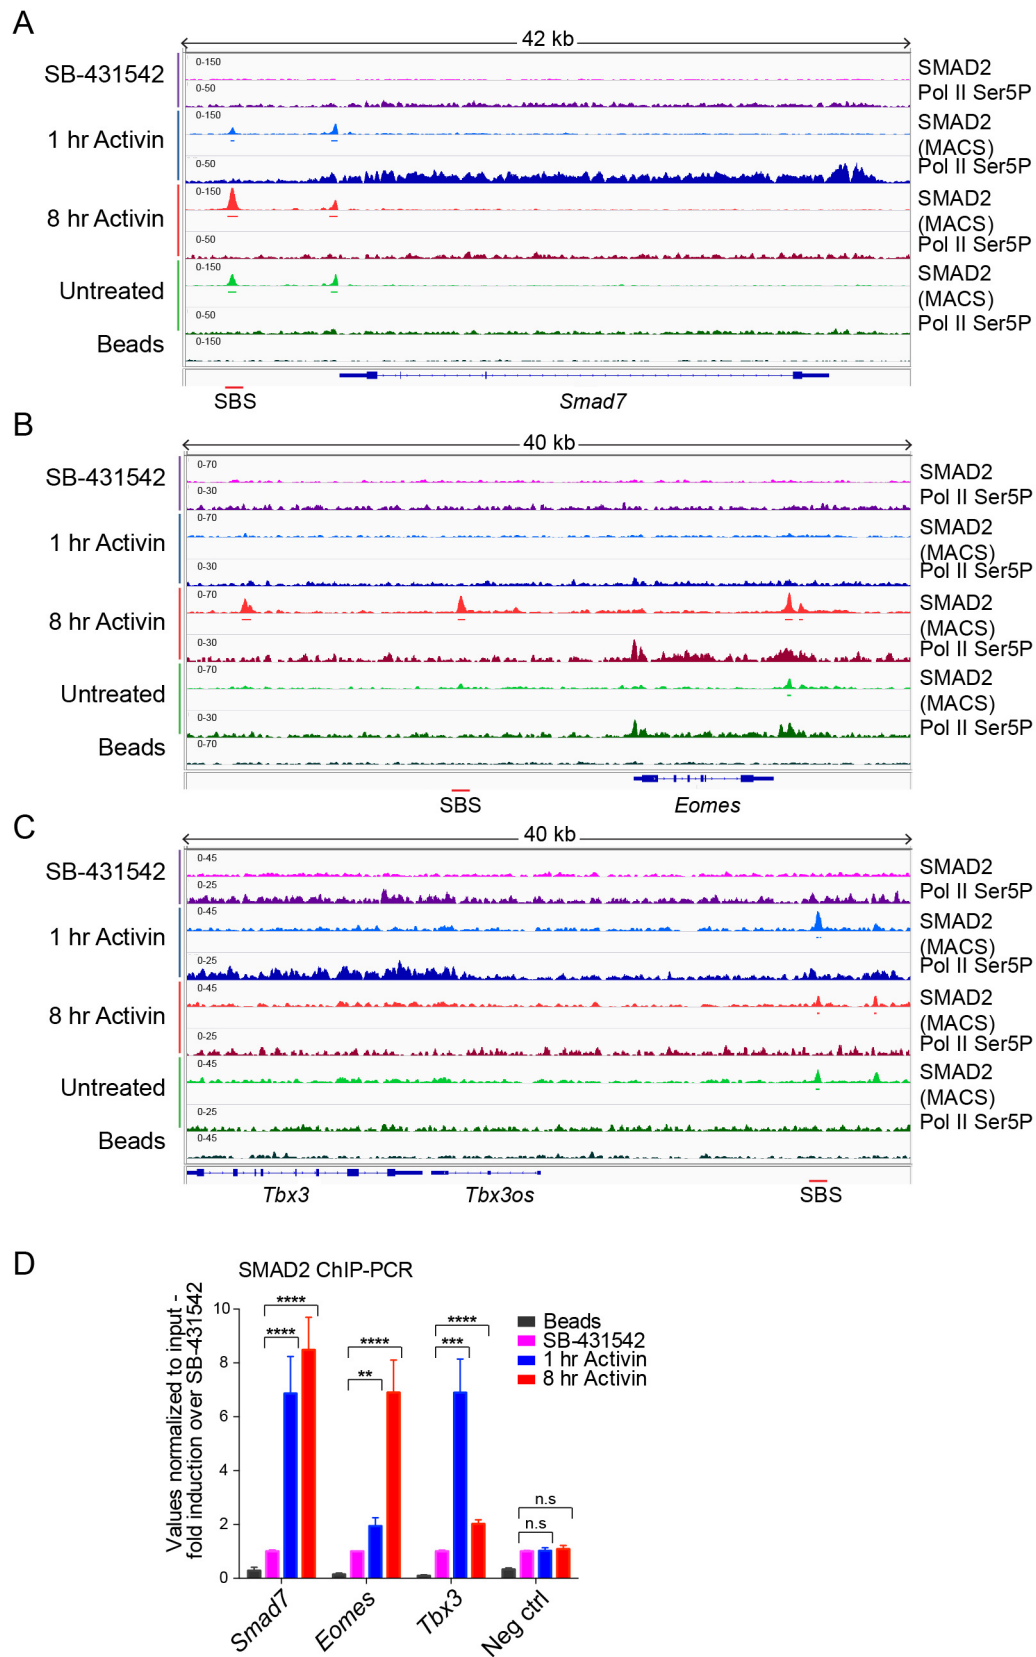 A
42 kb
SB-431542
0-150
SMAD2
0-50
Pol II Ser5P
1 hr Activin
0-150
SMAD2
(MACS)
0-50
Pol II Ser5P
8 hr Activin
0-150
SMAD2
(MACS)
0-50
Pol II Ser5P
Untreated
0-150
SMAD2
(MACS)
0-50
Pol II Ser5P
Beads
0-150
SBS
Smad7
B
40 kb
SB-431542
0-70
SMAD2
0-30
Pol II Ser5P
1 hr Activin
0-70
SMAD2
(MACS)
0-30
Pol II Ser5P
8 hr Activin
0-70
SMAD2
(MACS)
0-30
Pol II Ser5P
Untreated
0-70
SMAD2
(MACS)
0-30
Pol II Ser5P
Beads
0-70
SBS
Eomes
C
40 kb
SB-431542
0-45
SMAD2
0-25
Pol II Ser5P
1 hr Activin
0-45
SMAD2
(MACS)
0-25
Pol II Ser5P
8 hr Activin
0-45
SMAD2
(MACS)
0-25
Pol II Ser5P
Untreated
0-45
SMAD2
(MACS)
0-25
Pol II Ser5P
Beads
0-45
Tbx3
Tbx3os
SBS
D
SMAD2 ChIP-PCR
Values normalized to input -
fold induction over SB-431542
10
8
6
4
2
0
****
****
****
**
****
***
n.s
n.s
Beads
SB-431542
1 hr Activin
8 hr Activin
Smad7
Eomes
Tbx3
Neg ctrl